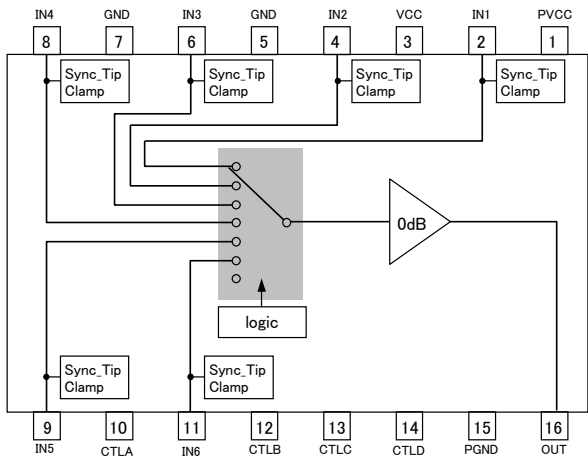 IN4 GND IN3 GND IN2 VCC IN1 PVCC
8 7 6 5 4 3 2 1
Sync_Tip
Clamp
Sync_Tip
Clamp
Sync_Tip
Clamp
Sync_Tip
Clamp
0dB
logic
Sync_Tip
Clamp
Sync_Tip
Clamp
9 10 11 12 13 14 15 16
IN5 CTLA IN6 CTLB CTLC CTLD PGND OUT